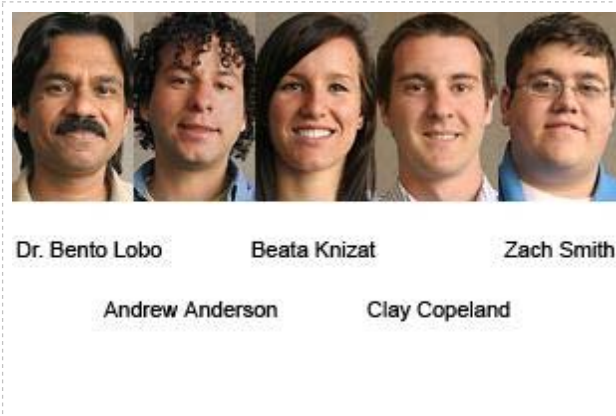 Dr. Bento Lobo Beata Knizat Zach Smith
Andrew Anderson Clay Copeland